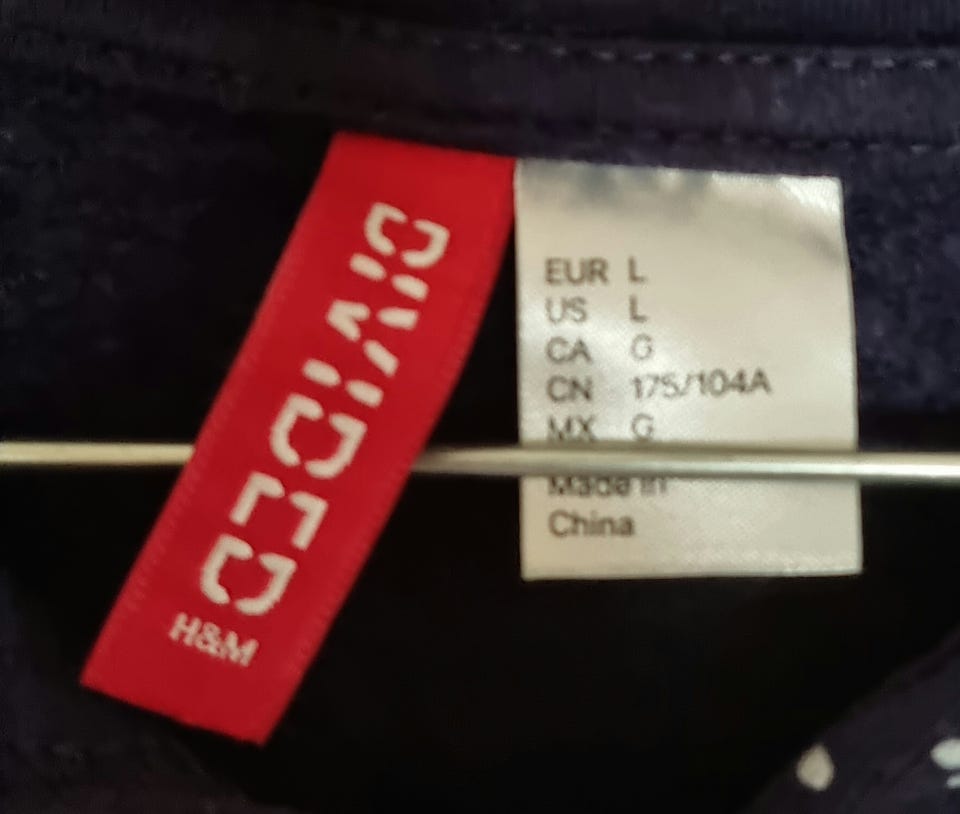 DIVIDED
H&M
EUR L
US L
CA G
CN 175/104A
MX G
Made in
China